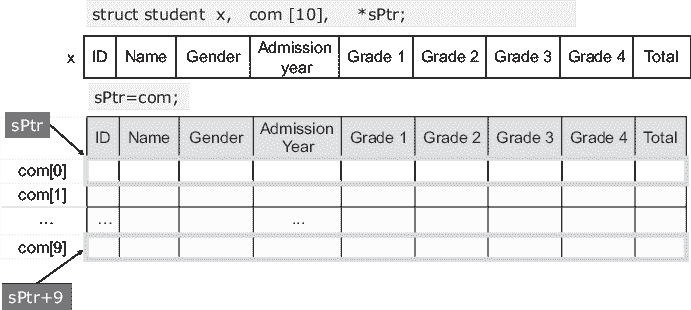 struct student x, com [10], *sPtr;
x ID Name Gender Admission year Grade 1 Grade 2 Grade 3 Grade 4 Total
sPtr=com;
sPtr
ID Name Gender Admission Year Grade 1 Grade 2 Grade 3 Grade 4 Total
com[0]
com[1]
... ... ...
com[9]
sPtr+9